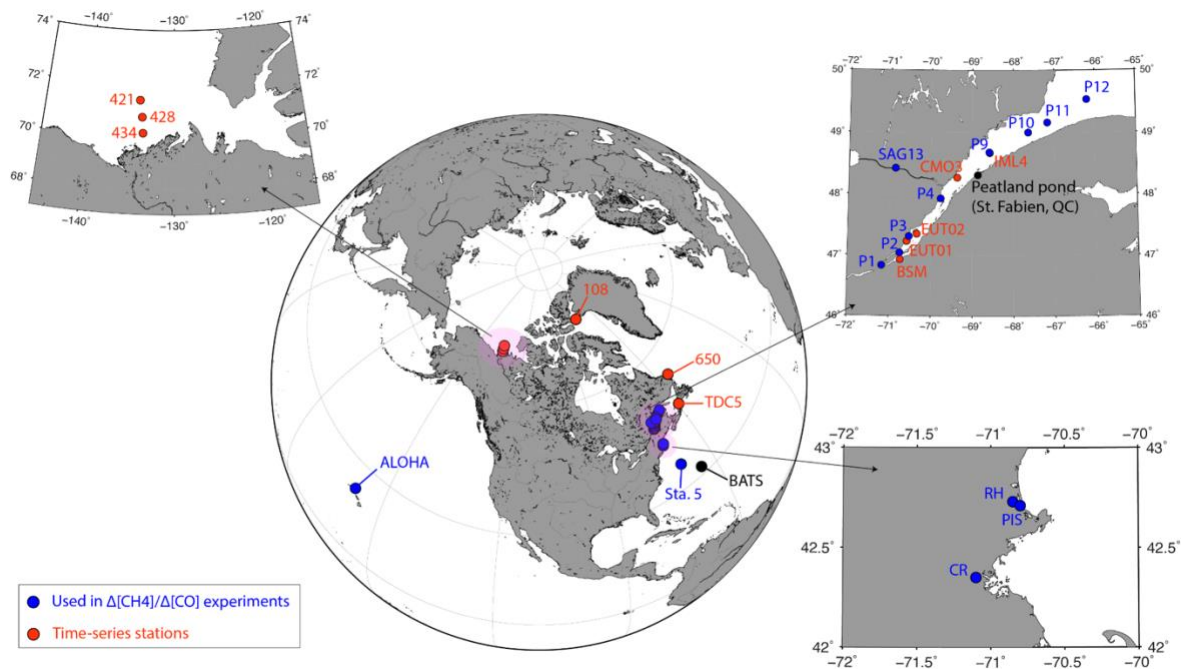 −140° −130° −120°
74° 74°
72° 72°
70° 70°
68° 68°
−140° −130° −120°
421
428
434
108
650
TDC5
ALOHA
Sta. 5
BATS
−72 −71 −70 −69 −68 −67 −66 −65
50° 50°
49° 49°
48° 48°
47° 47°
46° 46°
−72° −71° −70° −69° −68° −67° −66° −65°
P12
P11
P10
P9
SAG13
IML4
CMO3
Peatland pond
(St. Fabien, QC)
P4
P3
EUT02
P2
EUT01
P1
BSM
−72° −71.5° −71° −70.5° −70°
43° 43°
42.5° 42.5°
42° 42°
−72° −71.5° −71° −70.5° −70°
RH
PIS
CR
Used in Δ[CH4]/Δ[CO] experiments
Time-series stations